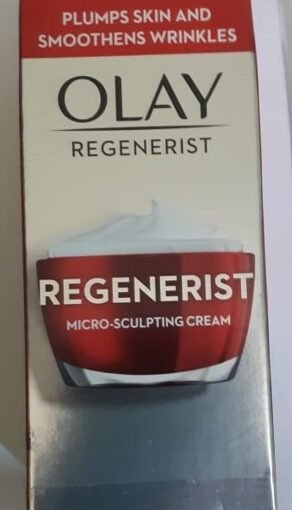 PLUMPS SKIN AND
SMOOTHENS WRINKLES
OLAY
REGENERIST
REGENERIST
MICRO-SCULPTING CREAM